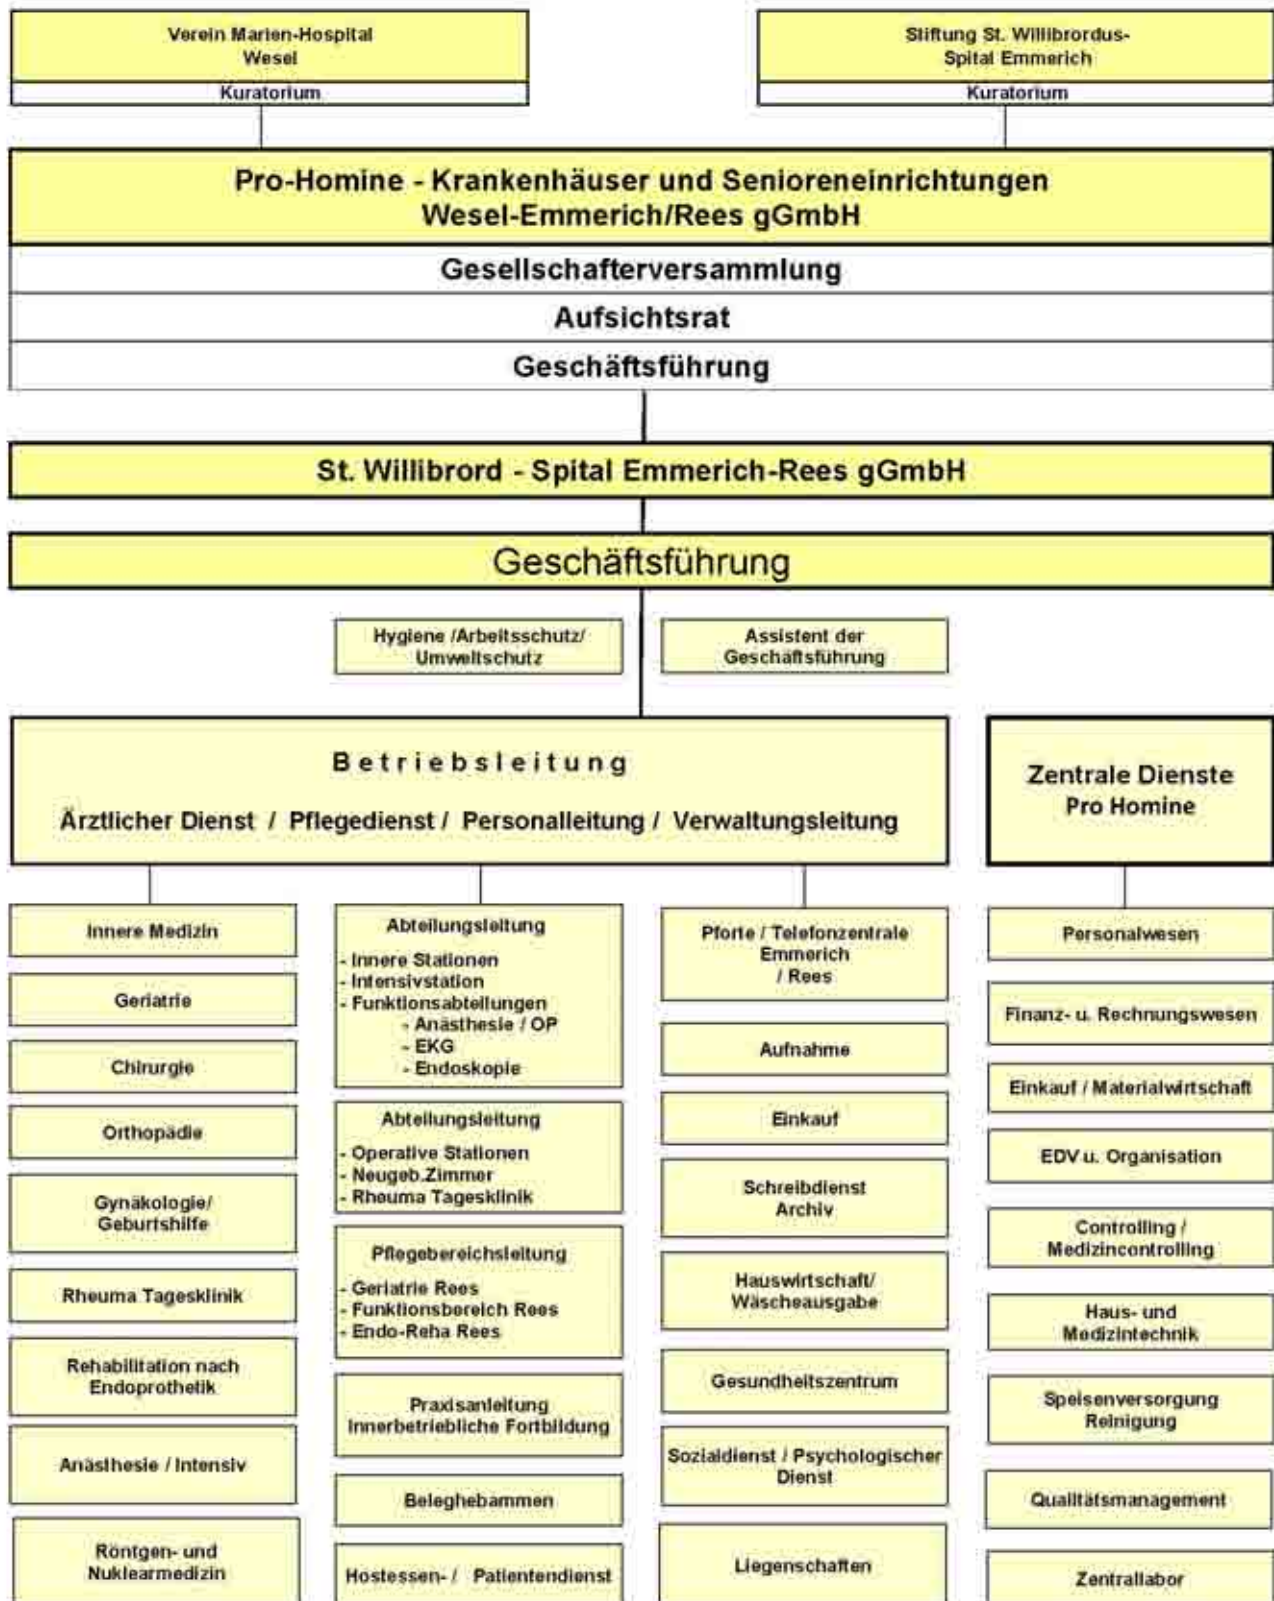 Verein Marien-Hospital
Wesel
Kuratorium
Stiftung St. Willibrordus-
Spital Emmerich
Kuratorium
Pro-Homine - Krankenhäuser und Senioreneinrichtungen
Wesel-Emmerich/Rees gGmbH
Gesellschafterversammlung
Aufsichtsrat
Geschäftsführung
St. Willibrord - Spital Emmerich-Rees gGmbH
Geschäftsführung
Hygiene /Arbeitsschutz/
Umweltschutz
Assistent der
Geschäftsführung
Betriebsleitung
Ärztlicher Dienst / Pflegedienst / Personalleitung / Verwaltungsleitung
Zentrale Dienste
Pro Homine
Innere Medizin
Geriatrie
Chirurgie
Orthopädie
Gynäkologie/
Geburtshilfe
Rheuma Tagesklinik
Rehabilitation nach
Endoprothetik
Anästhesie / Intensiv
Röntgen- und
Nuklearmedizin
Abteilungsleitung
- Innere Stationen
- Intensivstation
- Funktionsabteilungen
- Anästhesie / OP
- EKG
- Endoskopie
Abteilungsleitung
- Operative Stationen
- Neugeb.Zimmer
- Rheuma Tagesklinik
Pflegebereichsleitung
- Geriatrie Rees
- Funktionsbereich Rees
- Endo-Reha Rees
Praxisanleitung
Innerbetriebliche Fortbildung
Beleghebammen
Hostessen- / Patientendienst
Pforte / Telefonzentrale
Emmerich
/ Rees
Aufnahme
Einkauf
Schreibdienst
Archiv
Hauswirtschaft/
Wäscheausgabe
Gesundheitszentrum
Sozialdienst / Psychologischer
Dienst
Liegenschaften
Personalwesen
Finanz- u. Rechnungswesen
Einkauf / Materialwirtschaft
EDV u. Organisation
Controlling /
Medizincontrolling
Haus- und
Medizintechnik
Speisenversorgung
Reinigung
Qualitätsmanagement
Zentrallabor